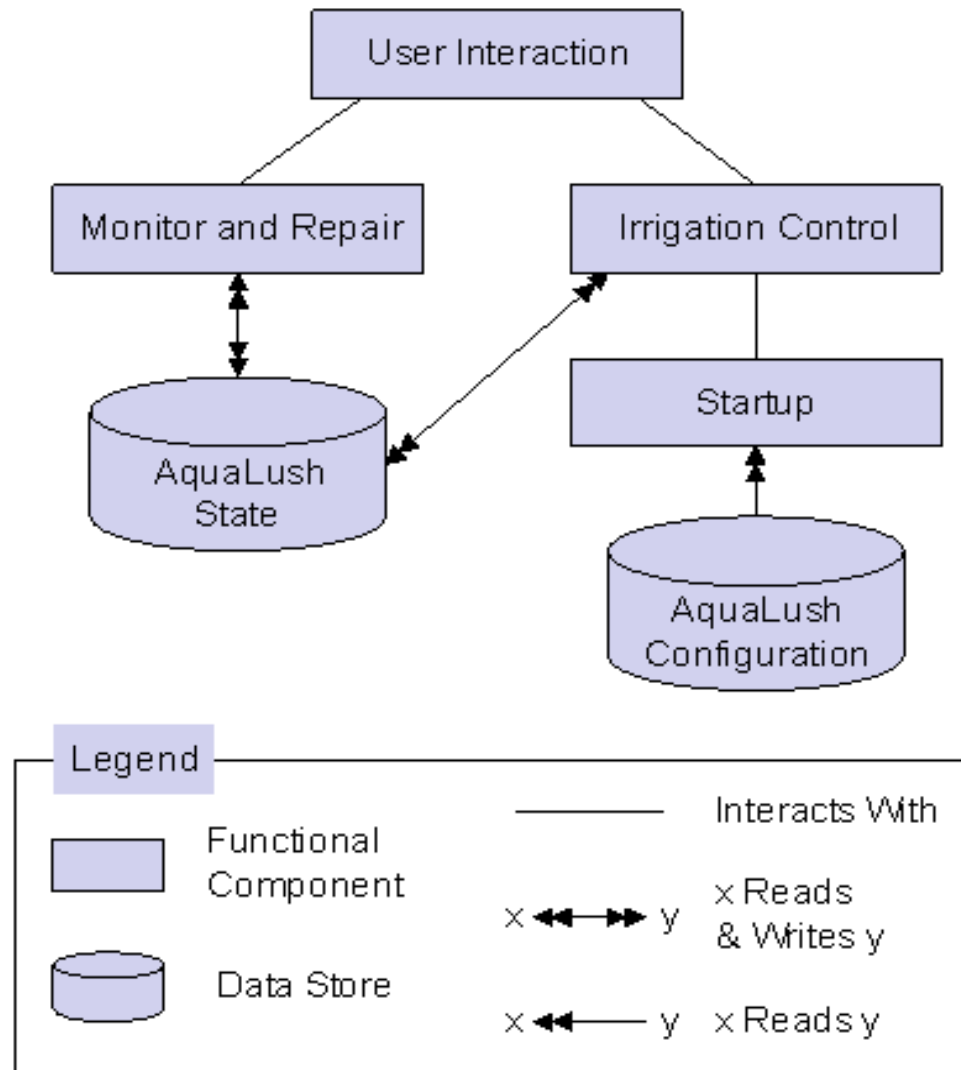 User Interaction
Monitor and Repair
Irrigation Control
Startup
AquaLush
State
AquaLush
Configuration
Legend
Functional
Component
Data Store
Interacts With
x y x Reads
& Writes y
x y x Reads y